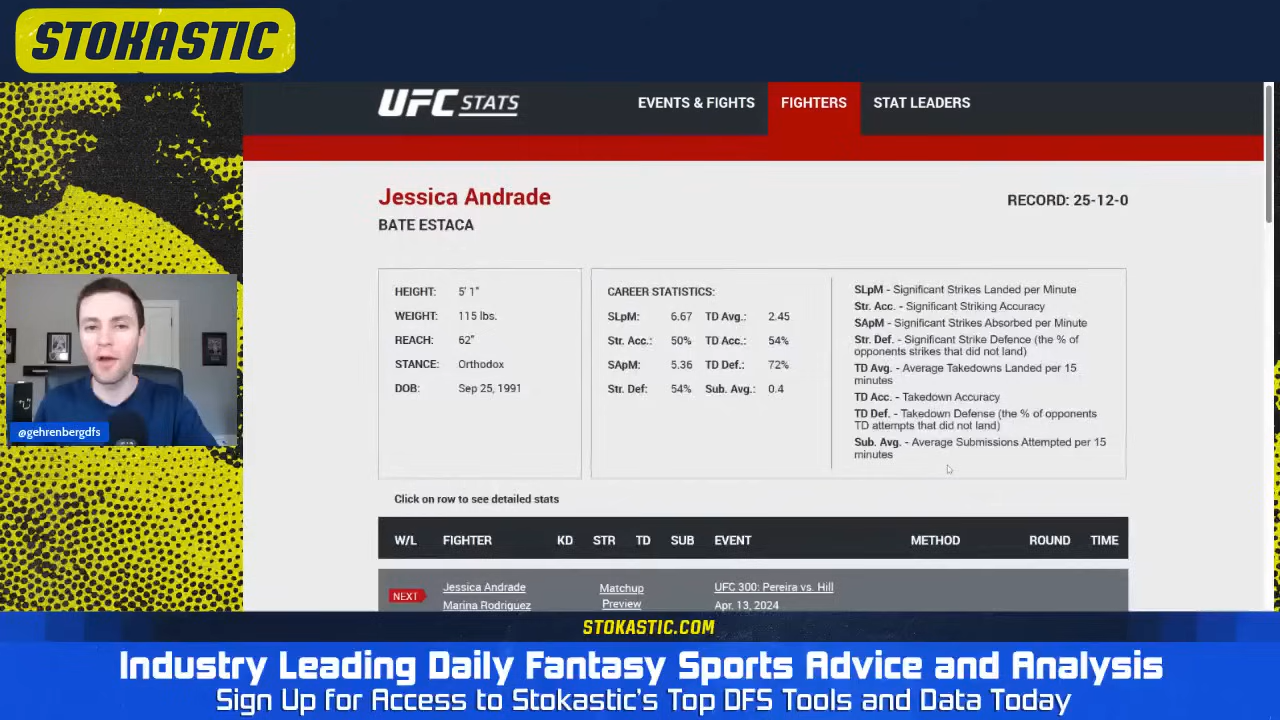 STOKASTIC
UFC STATS
EVENTS & FIGHTS
FIGHTERS
STAT LEADERS
Jessica Andrade
RECORD: 25-12-0
BATE ESTACA
HEIGHT: 5' 1"
WEIGHT: 115 lbs.
REACH: 62"
STANCE: Orthodox
DOB: Sep 25, 1991
CAREER STATISTICS:
SLpM: 6.67 TD Avg.: 2.45
Str. Acc.: 50% TD Acc.: 54%
SApM: 5.36 TD Def.: 72%
Str. Def: 54% Sub. Avg.: 0.4
SLpM - Significant Strikes Landed per Minute
Str. Acc. - Significant Striking Accuracy
SApM - Significant Strikes Absorbed per Minute
Str. Def. - Significant Strike Defence (the % of
opponents strikes that did not land)
TD Avg. - Average Takedowns Landed per 15
minutes
TD Acc. - Takedown Accuracy
TD Def. - Takedown Defense (the % of opponents
TD attempts that did not land)
Sub. Avg. - Average Submissions Attempted per 15
minutes
@gehrenbergdfs
Click on row to see detailed stats
W/L FIGHTER KD STR TD SUB EVENT METHOD ROUND TIME
NEXT
Jessica Andrade
Marina Rodriguez
Matchup
Preview
UFC 300: Pereira vs. Hill
Apr. 13, 2024
STOKASTIC.COM
Industry Leading Daily Fantasy Sports Advice and Analysis
Sign Up for Access to Stokastic's Top DFS Tools and Data Today